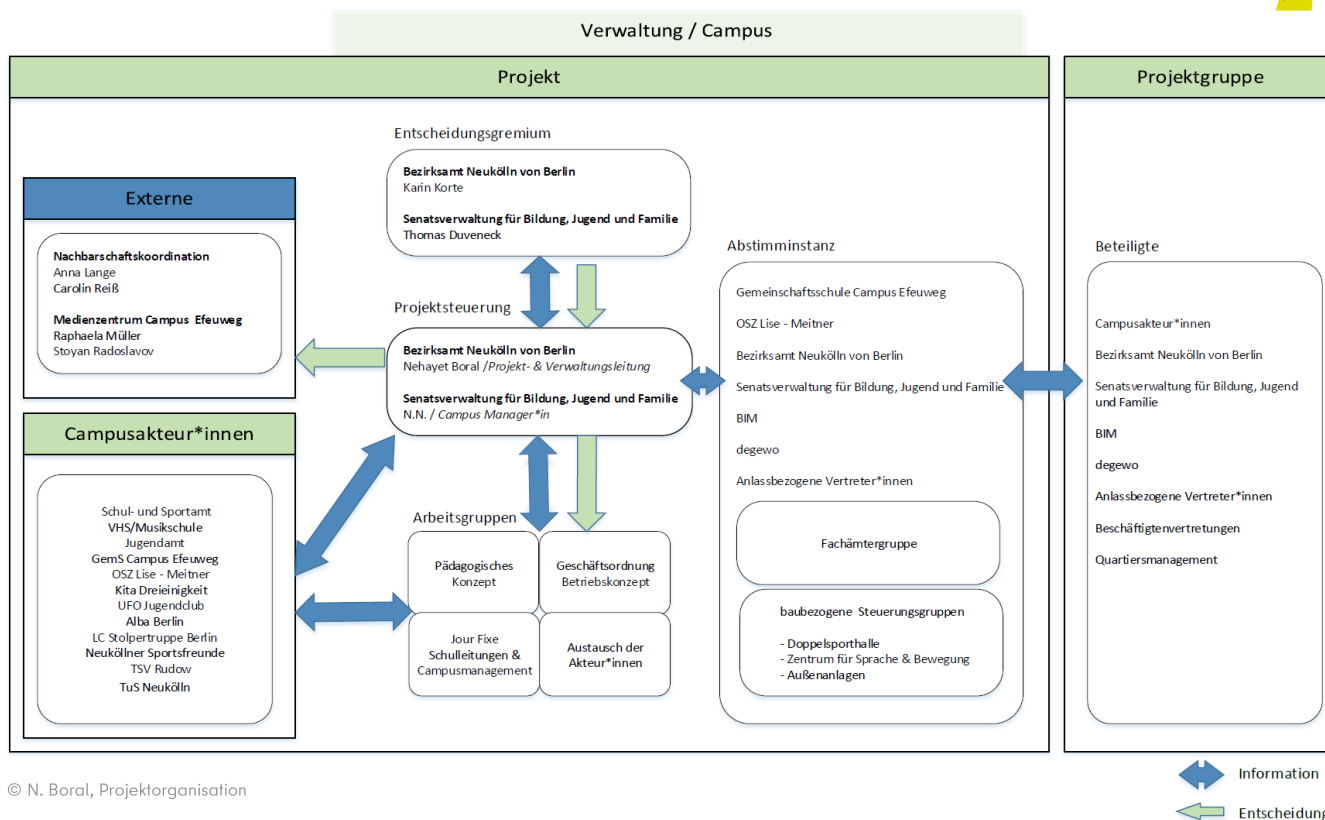 Verwaltung / Campus
Projekt
Projektgruppe
Entscheidungsgremium
Bezirksamt Neukölln von Berlin
Karin Korte
Senatsverwaltung für Bildung, Jugend und Familie
Thomas Duveneck
Externe
Nachbarschaftskoordination
Anna Lange
Carolin Reiß
Medienzentrum Campus Efeuweg
Raphaela Müller
Stoyan Radoslavov
Projektsteuerung
Bezirksamt Neukölln von Berlin
Nehayet Boral /Projekt- & Verwaltungsleitung
Senatsverwaltung für Bildung, Jugend und Familie
N.N. / Campus Manager*in
Campusakteur*innen
Schul- und Sportamt
VHS/Musikschule
Jugendamt
GemS Campus Efeuweg
OSZ Lise - Meitner
Kita Dreieinigkeit
UFO Jugendclub
Alba Berlin
LC Stolpertruppe Berlin
Neuköllner Sportsfreunde
TSV Rudow
TuS Neukölln
Arbeitsgruppen
Pädagogisches
Konzept
Geschäftsordnung
Betriebskonzept
Jour Fixe
Schulleitungen &
Campusmanagement
Austausch der
Akteur*innen
Abstimminstanz
Gemeinschaftsschule Campus Efeuweg
OSZ Lise - Meitner
Bezirksamt Neukölln von Berlin
Senatsverwaltung für Bildung, Jugend und Familie
BIM
degewo
Anlassbezogene Vertreter*innen
Fachämtergruppe
baubezogene Steuerungsgruppen
- Doppelsporthalle
- Zentrum für Sprache & Bewegung
- Außenanlagen
Beteiligte
Campusakteur*innen
Bezirksamt Neukölln von Berlin
Senatsverwaltung für Bildung, Jugend
und Familie
BIM
degewo
Anlassbezogene Vertreter*innen
Beschäftigtenvertretungen
Quartiersmanagement
Information
Entscheidung
© N. Boral, Projektorganisation